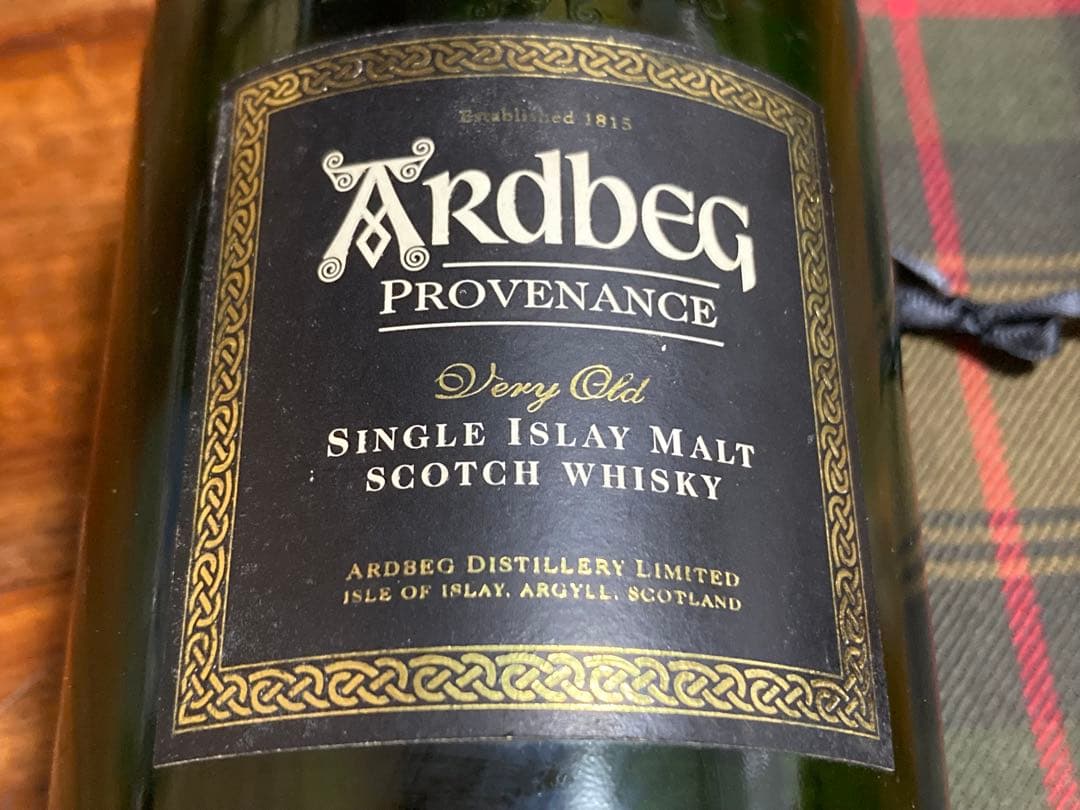 Established 1815
ARDBEG
PROVENANCE
Very Old
SINGLE ISLAY MALT
SCOTCH WHISKY
ARDBEG DISTILLERY LIMITED
ISLE OF ISLAY, ARGYLL, SCOTLAND